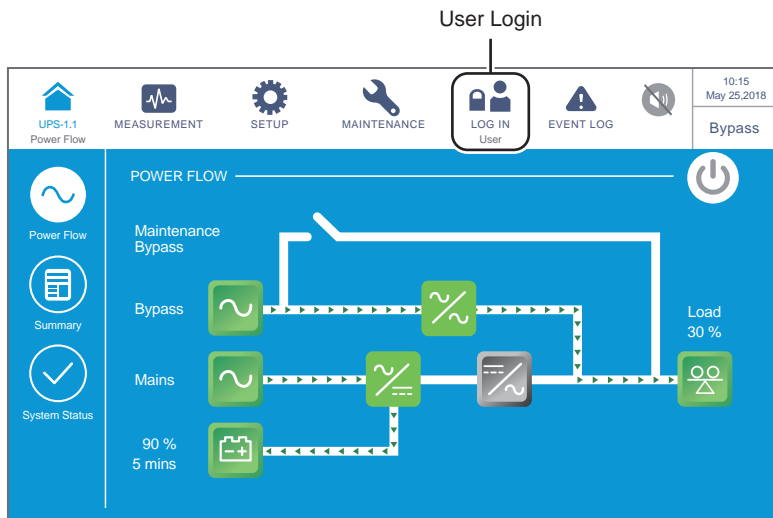 User Login
UPS-1.1
Power Flow
MEASUREMENT
SETUP
MAINTENANCE
LOG IN
User
EVENT LOG
10:15
May 25,2018
Bypass
POWER FLOW
Power Flow
Summary
System Status
Maintenance
Bypass
Bypass
Mains
90 %
5 mins
Load
30 %